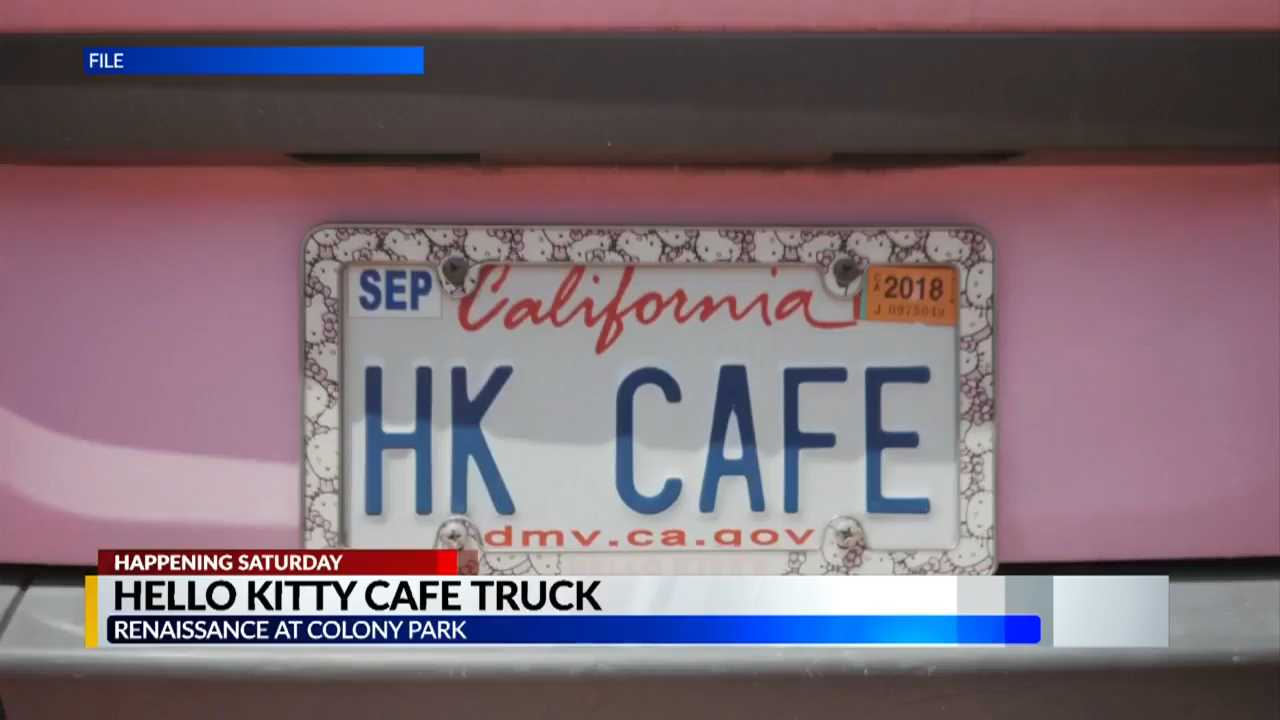 FILE
SEP
California
2018
HK CAFE
dmv.ca.gov
HAPPENING SATURDAY
HELLO KITTY CAFE TRUCK
RENAISSANCE AT COLONY PARK